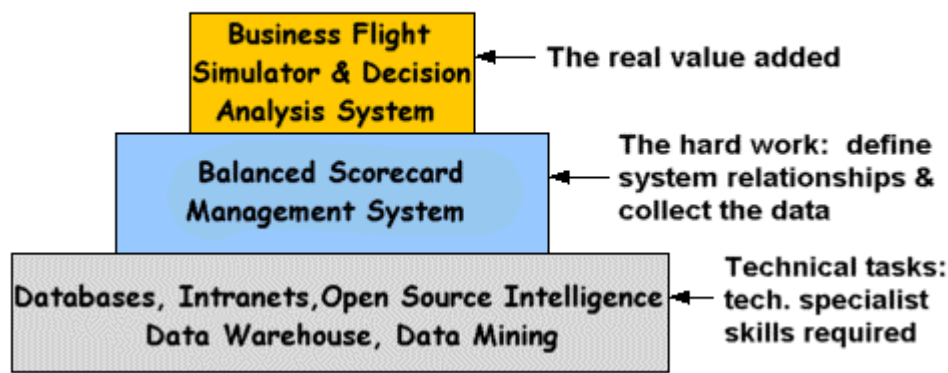 Business Flight
Simulator & Decision
Analysis System
The real value added
Balanced Scorecard
Management System
The hard work: define
system relationships &
collect the data
Databases, Intranets,Open Source Intelligence
Data Warehouse, Data Mining
Technical tasks:
tech. specialist
skills required